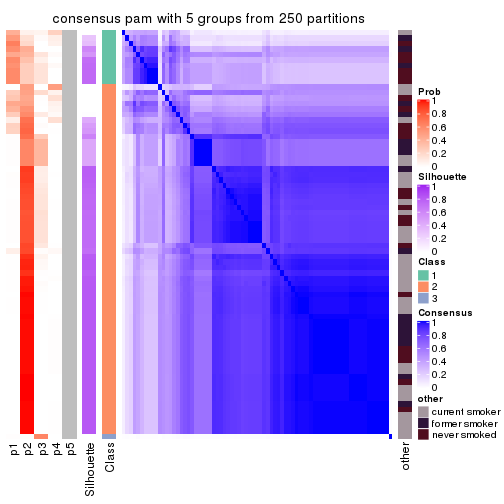 consensus pam with 5 groups from 250 partitions
Prob
1
0.8
0.6
0.4
0.2
0
Silhouette
1
0.8
0.6
0.4
0.2
0
Class
1
2
3
Consensus
1
0.8
0.6
0.4
0.2
0
other
current smoker
former smoker
never smoked
p1
p2
p3
p4
p5
Silhouette
Class
other